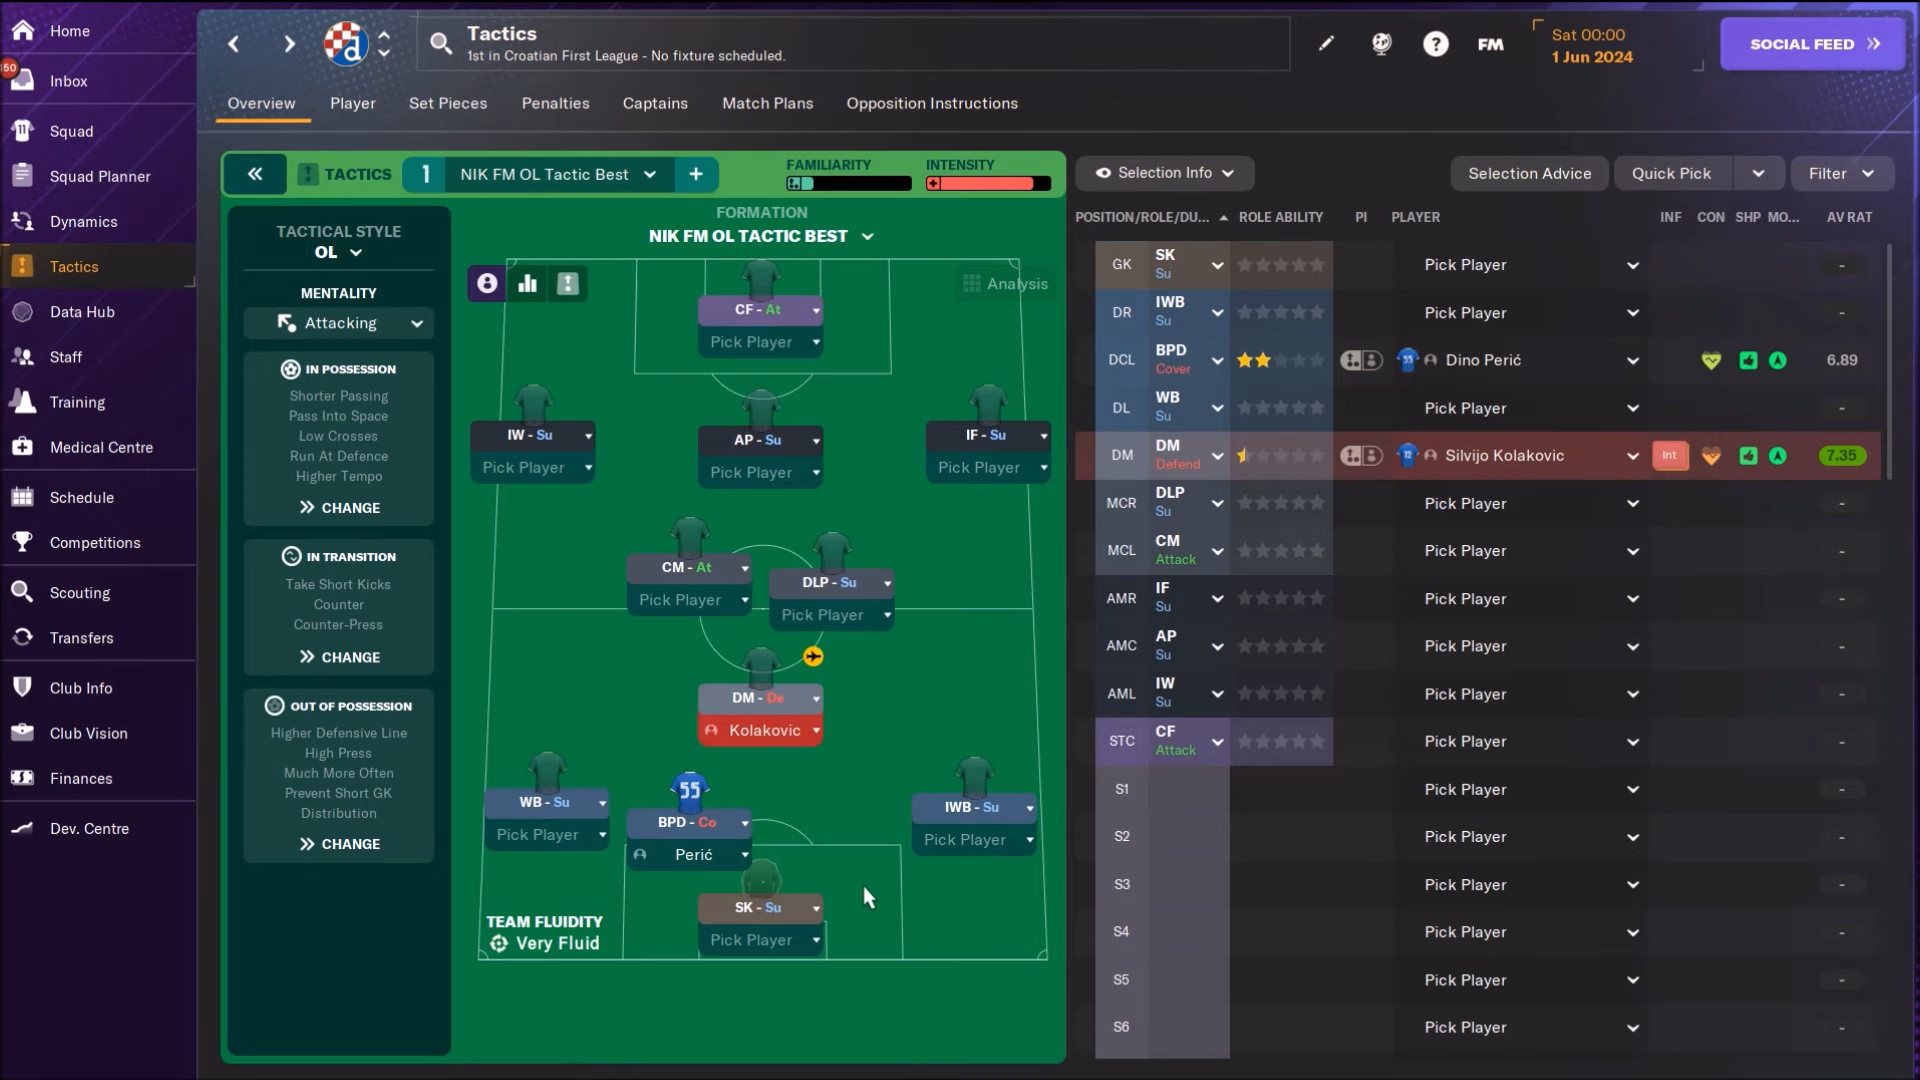 Home
150
Inbox
Squad
Squad Planner
Dynamics
Tactics
Data Hub
Staff
Training
Medical Centre
Schedule
Competitions
Scouting
Transfers
Club Info
Club Vision
Finances
Dev. Centre
Tactics
1st in Croatian First League - No fixture scheduled.
FM
Sat 00:00
1 Jun 2024
SOCIAL FEED
Overview
Player
Set Pieces
Penalties
Captains
Match Plans
Opposition Instructions
TACTICS
1
NIK FM OL Tactic Best
+
FAMILIARITY
INTENSITY
TACTICAL STYLE
OL
MENTALITY
Attacking
IN POSSESSION
Shorter Passing
Pass Into Space
Low Crosses
Run At Defence
Higher Tempo
CHANGE
IN TRANSITION
Take Short Kicks
Counter
Counter-Press
CHANGE
OUT OF POSSESSION
Higher Defensive Line
High Press
Much More Often
Prevent Short GK
Distribution
CHANGE
FORMATION
NIK FM OL TACTIC BEST
Analysis
CF - At
Pick Player
IW - Su
Pick Player
AP - Su
Pick Player
IF - Su
Pick Player
CM - At
Pick Player
DLP - Su
Pick Player
DM - De
Kolakovic
WB - Su
Pick Player
55
BPD - Co
Perić
IWB - Su
Pick Player
SK - Su
Pick Player
TEAM FLUIDITY
Very Fluid
Selection Info
Selection Advice
Quick Pick
Filter
POSITION/ROLE/DU... ROLE ABILITY PI PLAYER INF CON SHP MO... AV RAT
GK SK Su Pick Player -
DR IWB Su Pick Player -
DCL BPD Cover 55 Dino Perić 6.89
DL WB Su Pick Player -
DM DM Defend 12 Silvijo Kolakovic Int 7.35
MCR DLP Su Pick Player -
MCL CM Attack Pick Player -
AMR IF Su Pick Player -
AMC AP Su Pick Player -
AML IW Su Pick Player -
STC CF Attack Pick Player -
S1 Pick Player -
S2 Pick Player -
S3 Pick Player -
S4 Pick Player -
S5 Pick Player -
S6 Pick Player -